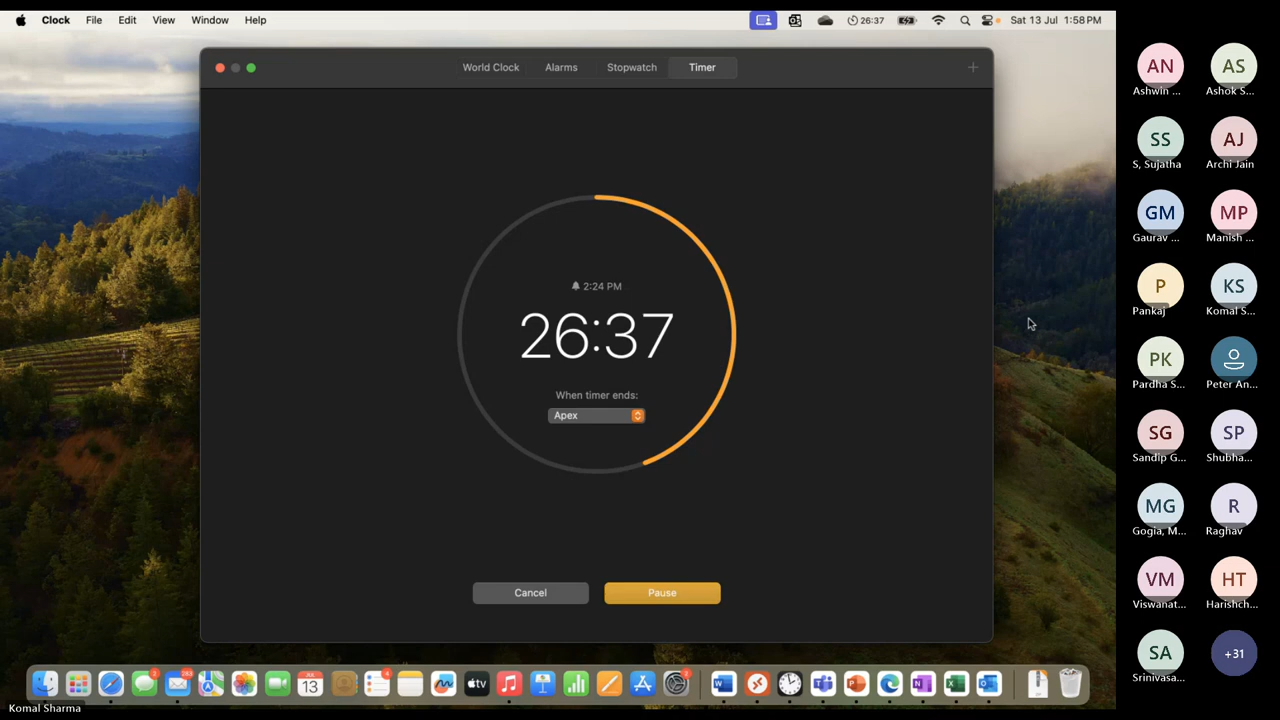 Clock File Edit View Window Help 26:37 Sat 13 Jul 1:58 PM
World Clock Alarms Stopwatch Timer
2:24 PM
26:37
When timer ends:
Apex
Cancel Pause
AN AS
Ashwin ... Ashok S...
SS AJ
S, Sujatha Archi Jain
GM MP
Gaurav ... Manish ...
P KS
Pankaj Komal S...
PK
Pardha S... Peter An...
SG SP
Sandip G... Shubha...
MG R
Gogia, M... Raghav
VM HT
Viswanat... Harishch...
SA +31
Srinivasa...
JUL
13
tv
Komal Sharma